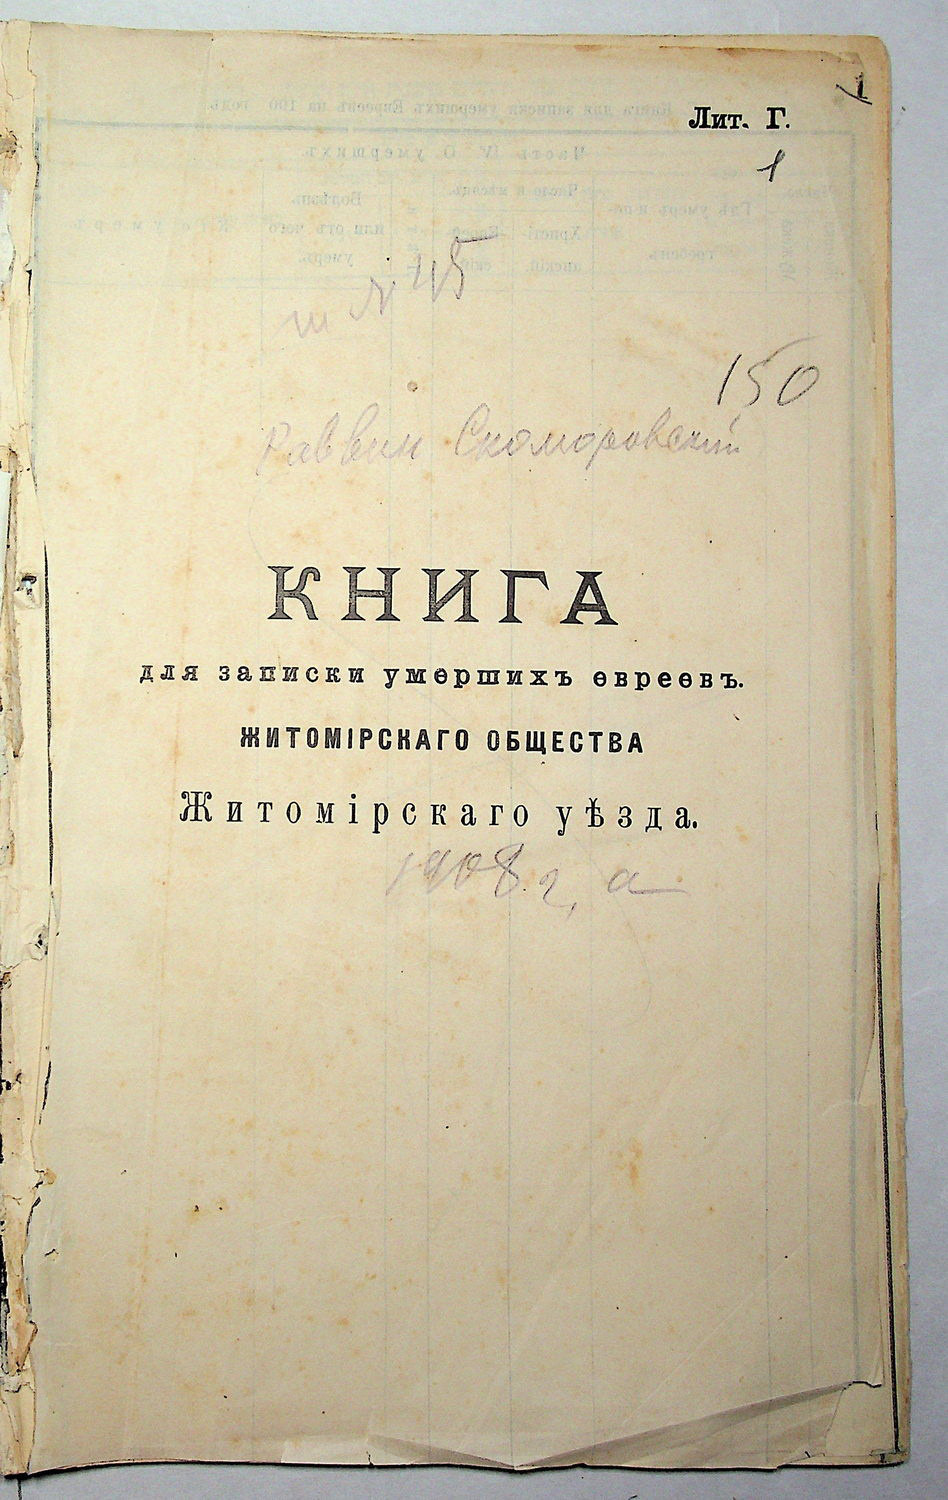 1
Лит. Г.
1
№ 45
150
Раввин Скоморовский
КНИГА
для записки умершихъ евреевъ.
ЖИТОМІРСКАГО ОБЩЕСТВА
Житомірскаго уѣзда.
1908 г, а